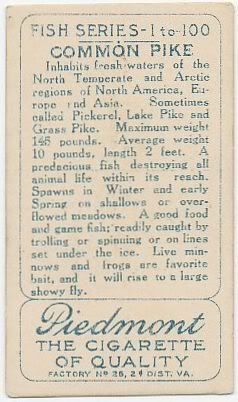 FISH SERIES-1 to 100
COMMON PIKE
Inhabits fresh waters of the
North Temperate and Arctic
regions of North America, Eu-
rope and Asia. Sometimes
called Pickerel, Lake Pike and
Grass Pike. Maximum weight
145 pounds. Average weight
10 pounds, length 2 feet. A
predacious fish destroying all
animal life within its reach.
Spawns in Winter and early
Spring on shallows or over-
flowed meadows. A good food
and game fish; readily caught by
trolling or spinning or on lines
set under the ice. Live min-
nows and frogs are favorite
bait, and it will rise to a large
showy fly.
Piedmont
THE CIGARETTE
OF QUALITY
FACTORY No 25, 2d DIST. VA.